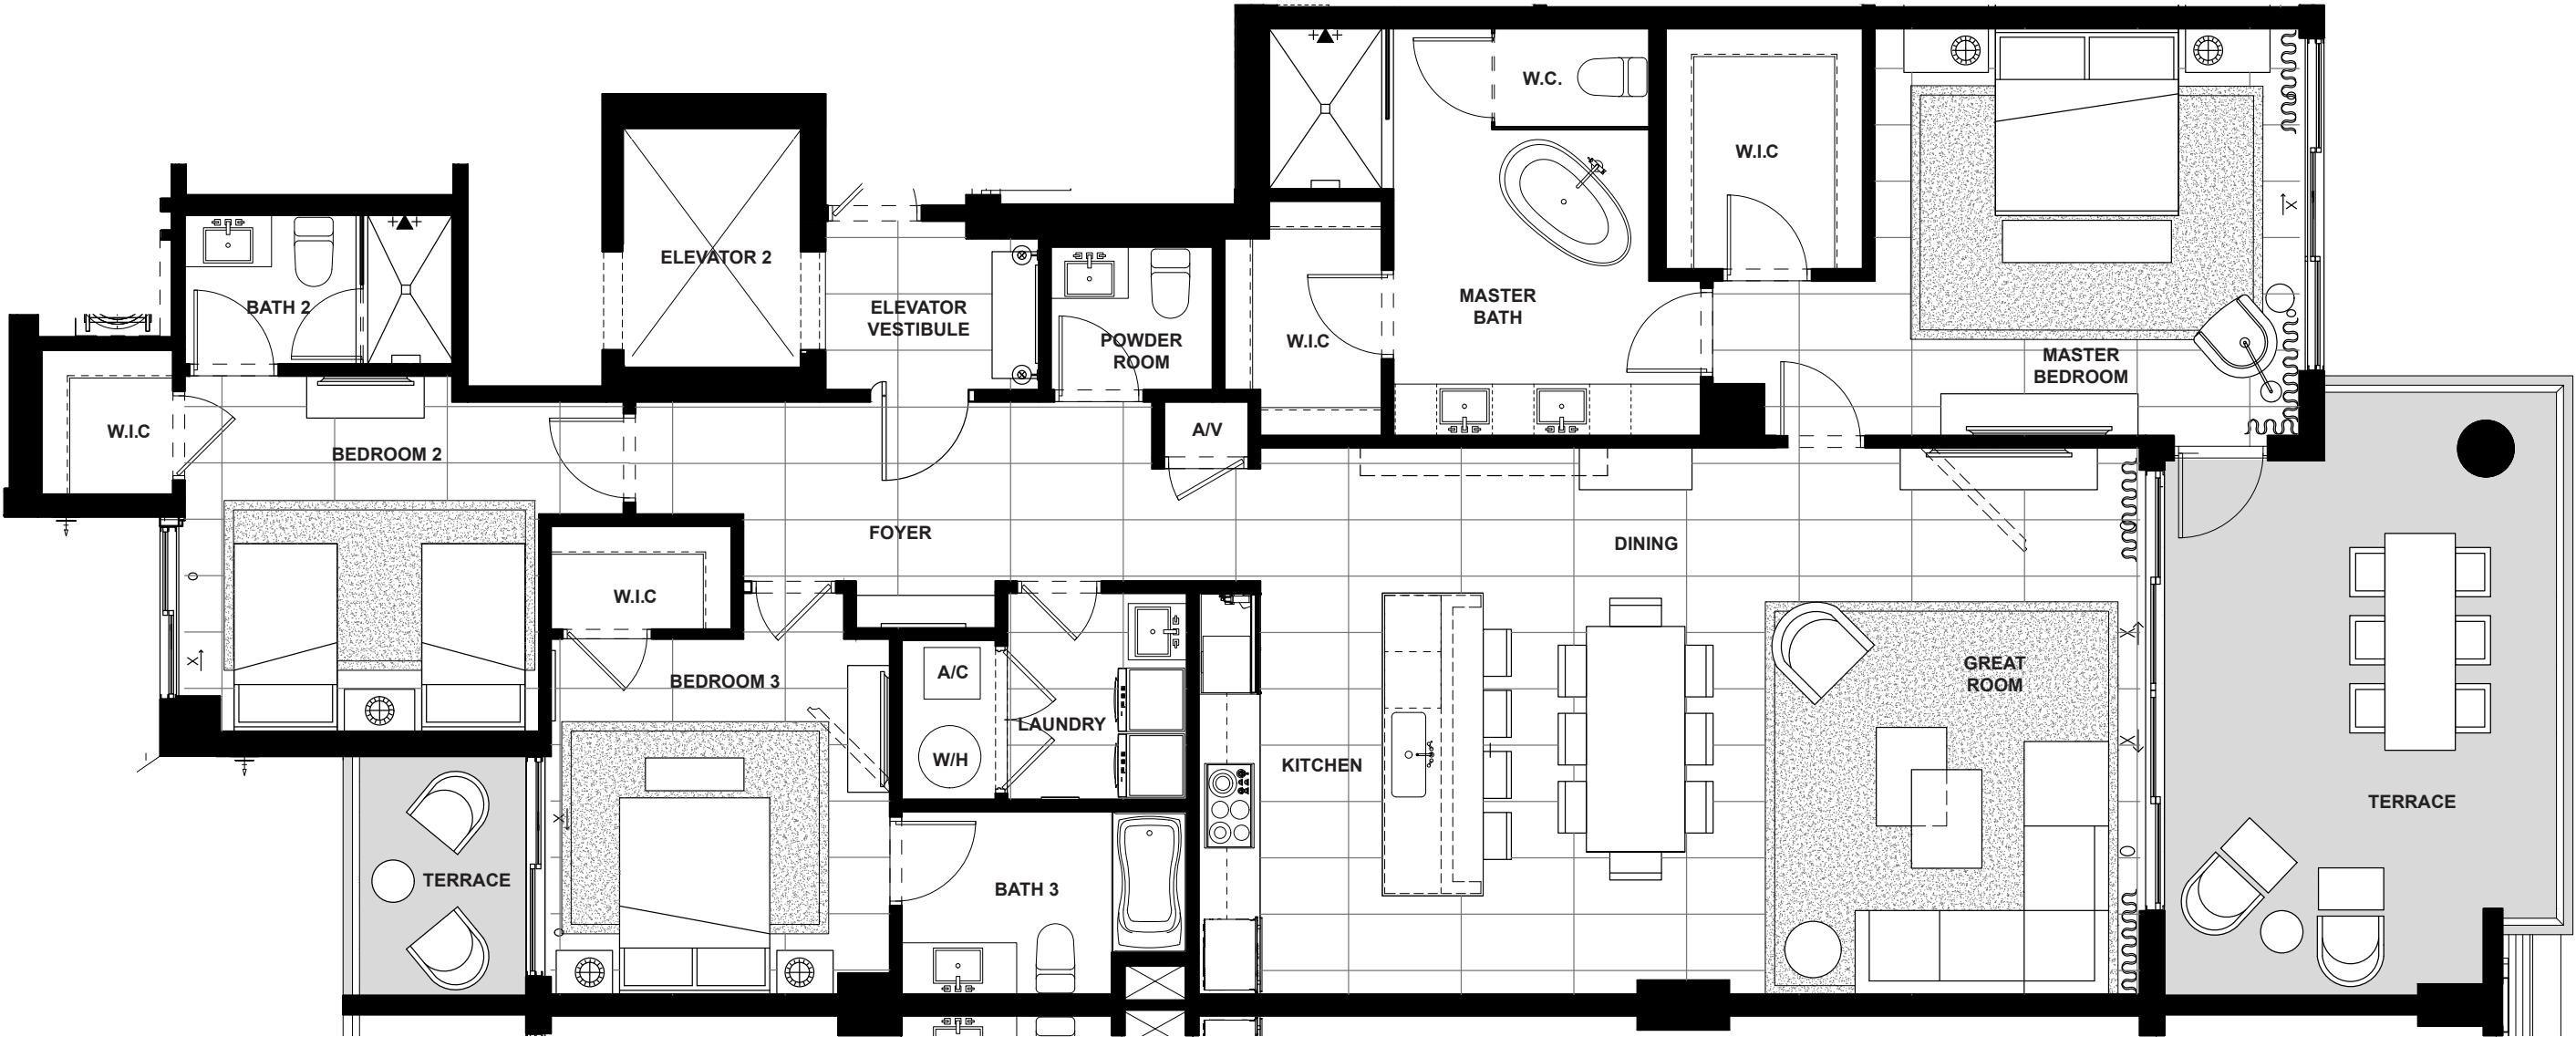 W.C.
W.I.C
ELEVATOR 2
BATH 2
ELEVATOR
VESTIBULE
POWDER
ROOM
W.I.C
MASTER
BATH
MASTER
BEDROOM
W.I.C
BEDROOM 2
A/V
FOYER
DINING
W.I.C
BEDROOM 3
A/C
LAUNDRY
W/H
KITCHEN
GREAT
ROOM
TERRACE
TERRACE
BATH 3
X
O
X
X
O
X
X
O